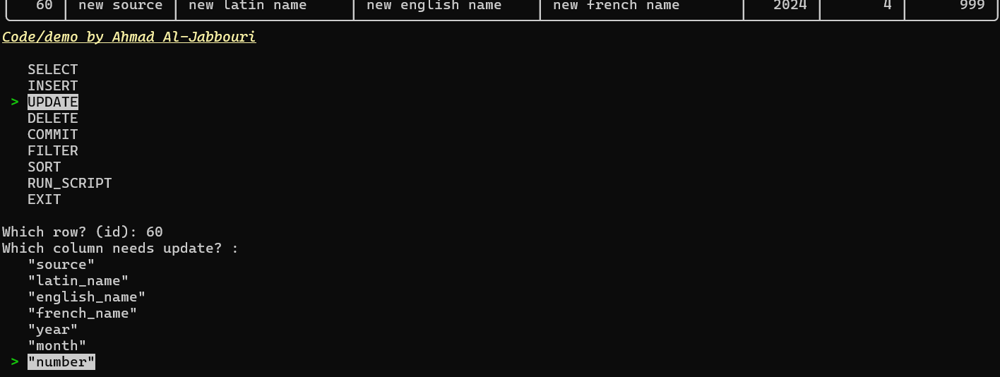 60 new source new latin name new english name new french name 2024 4 999
Code/demo by Ahmad Al-Jabbouri
SELECT
INSERT
> UPDATE
DELETE
COMMIT
FILTER
SORT
RUN_SCRIPT
EXIT
Which row? (id): 60
Which column needs update? :
"source"
"latin_name"
"english_name"
"french_name"
"year"
"month"
> "number"